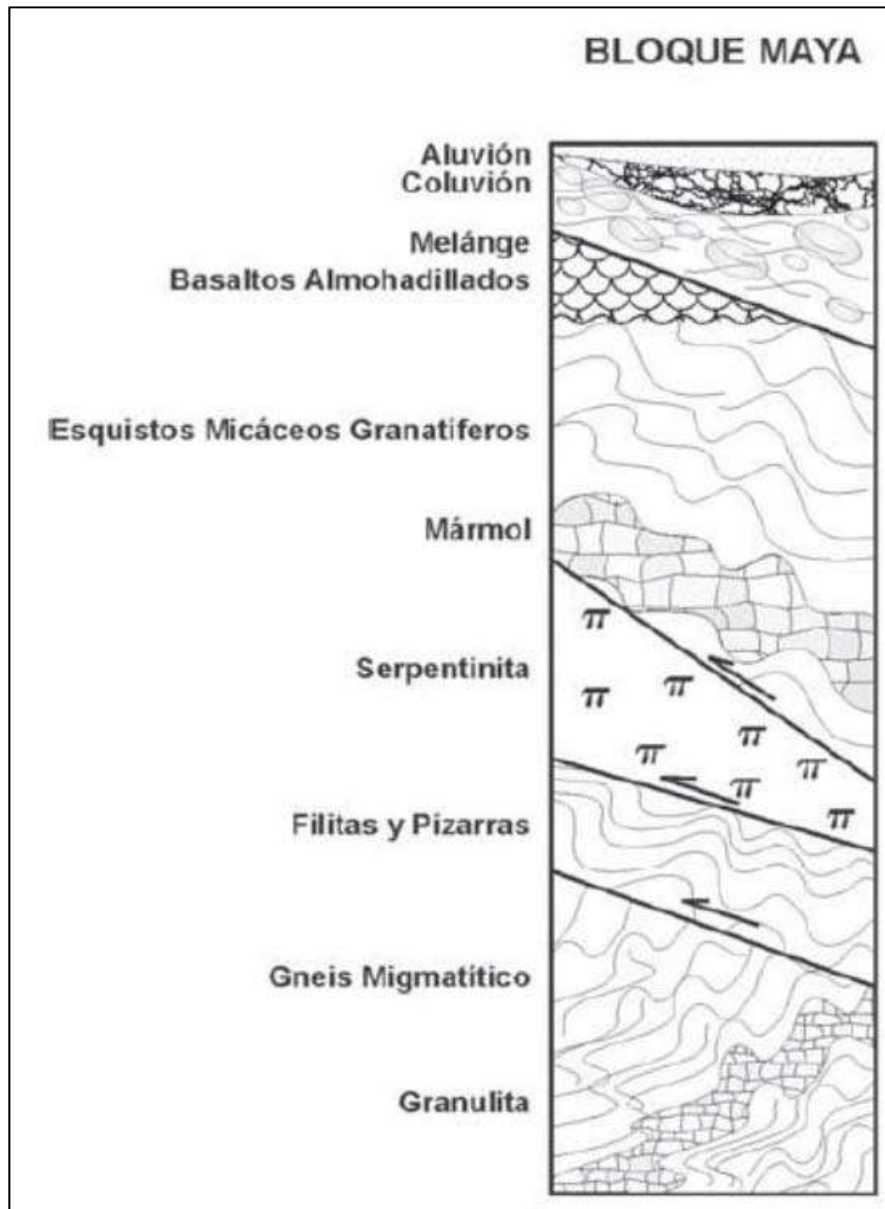 BLOQUE MAYA
Aluvión
Coluvión
Melánge
Basaltos Almohadillados
Esquistos Micáceos Granatiferos
Mármol
π
Serpentinita
π
π
π
π
π
π
π
Filitas y Pizarras
Gneis Migmatítico
Granulita